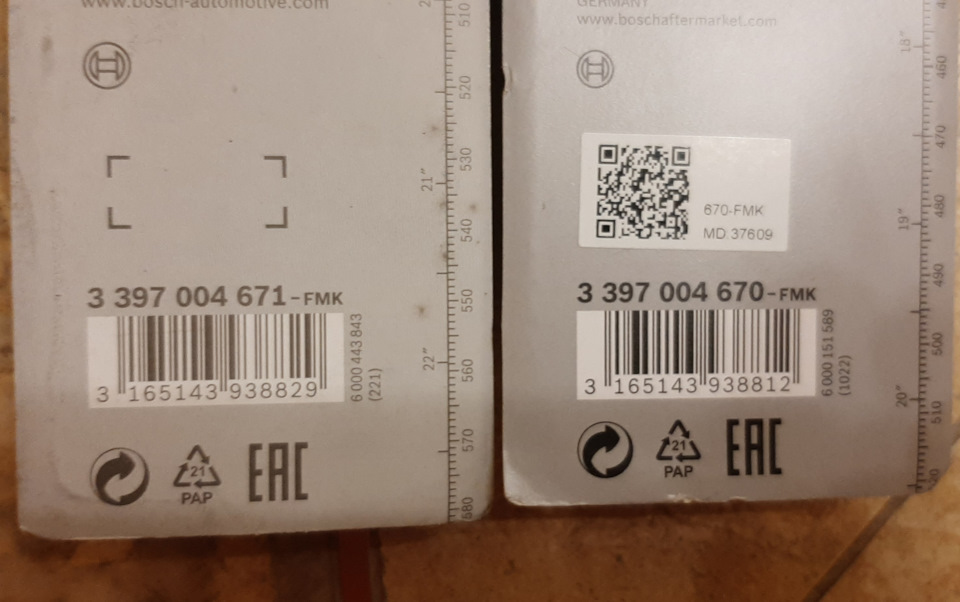 www.bosch-automotive.com
510
520
530
21"
540
550
22"
560
570
580
3 397 004 671-FMK
3 165143 938829
6 000 443 843
(221)
21
PAP
EAC
GERMANY
www.boschaftermarket.com
18"
460
470
480
19"
490
500
20"
510
670-FMK
MD 37609
3 397 004 670-FMK
3 165143 938812
6 000 151 589
(1022)
21
PAP
EAC